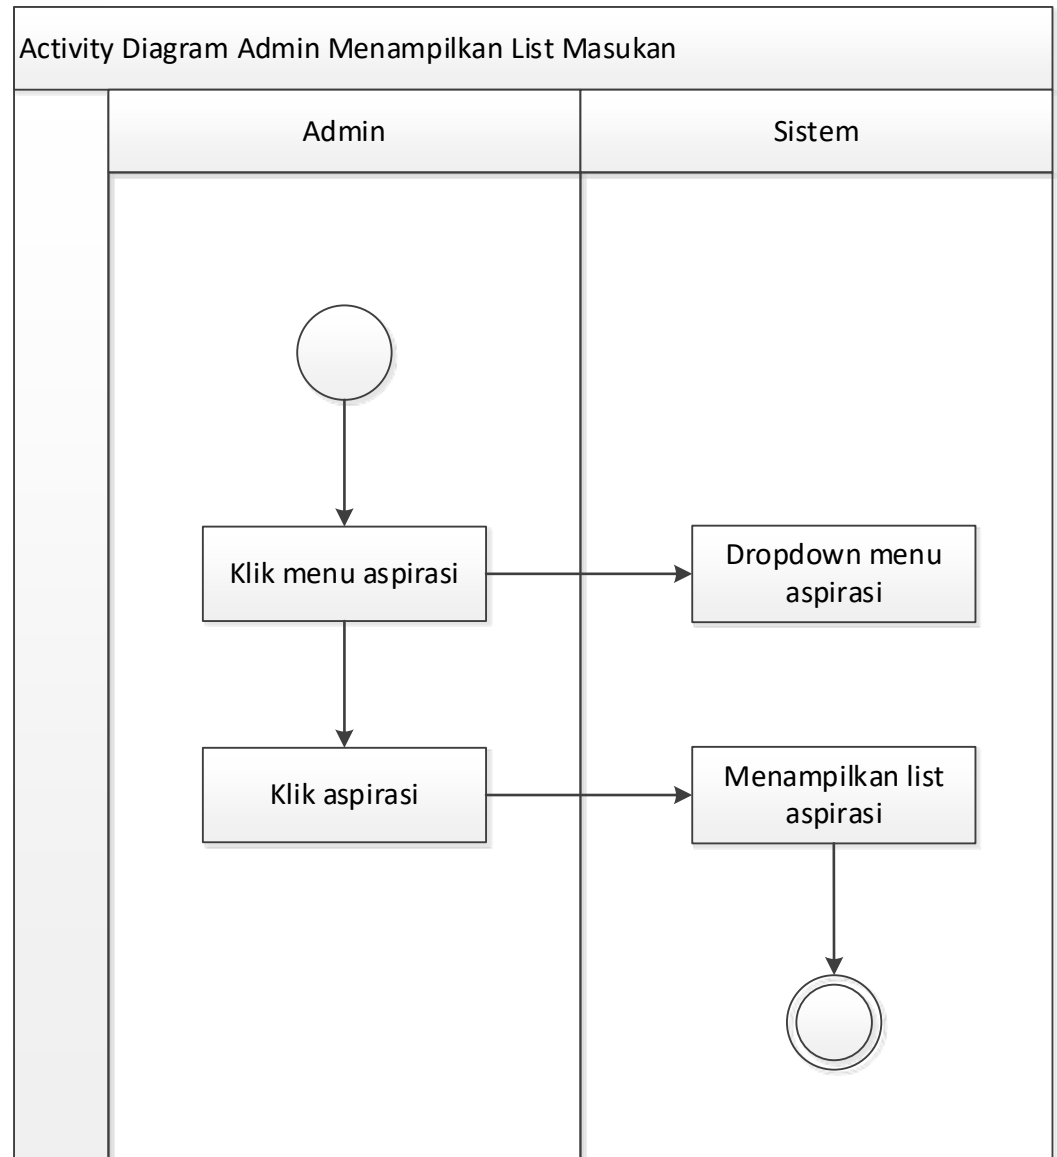 Activity Diagram Admin Menampilkan List Masukan
Admin
Sistem
Klik menu aspirasi
Dropdown menu
aspirasi
Klik aspirasi
Menampilkan list
aspirasi